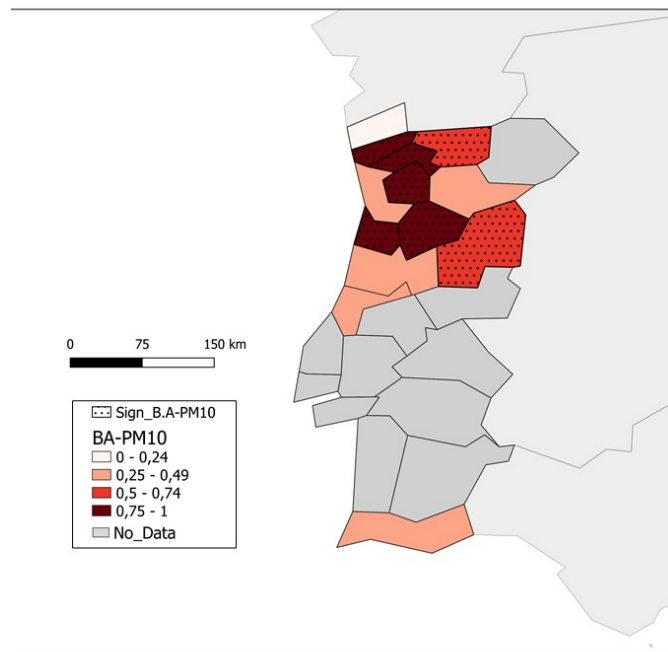 0 75 150 km
Sign_B.A-PM10
BA-PM10
0 - 0,24
0,25 - 0,49
0,5 - 0,74
0,75 - 1
No_Data